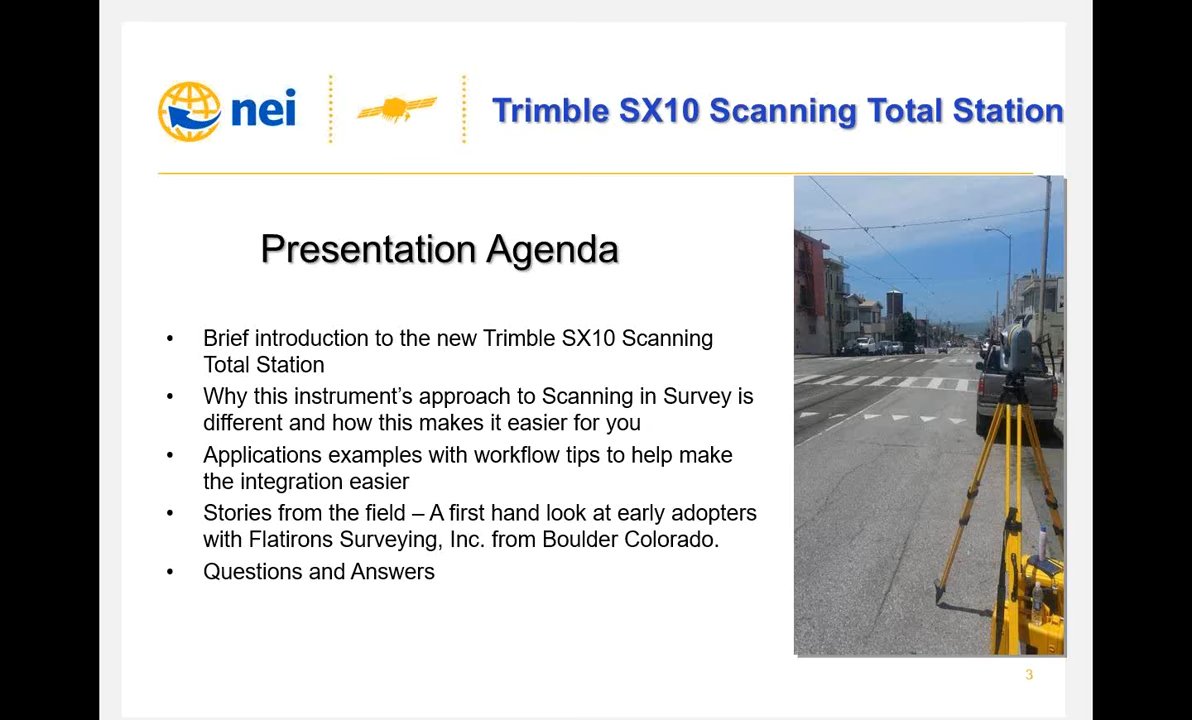 nei
Trimble SX10 Scanning Total Station
Presentation Agenda
• Brief introduction to the new Trimble SX10 Scanning
Total Station
• Why this instrument’s approach to Scanning in Survey is
different and how this makes it easier for you
• Applications examples with workflow tips to help make
the integration easier
• Stories from the field – A first hand look at early adopters
with Flatirons Surveying, Inc. from Boulder Colorado.
• Questions and Answers
3